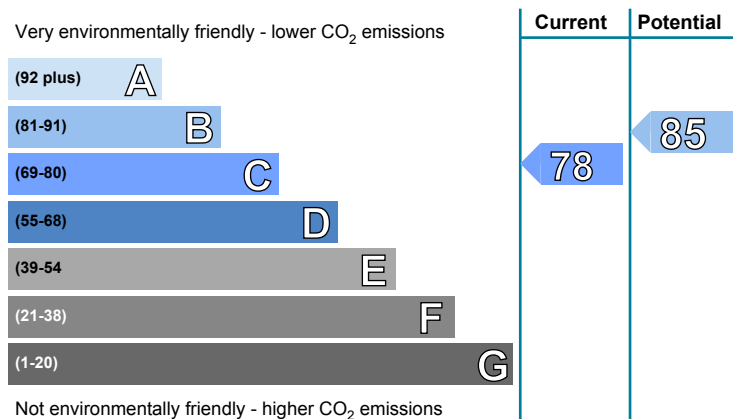 Very environmentally friendly - lower CO2 emissions
Current
Potential
(92 plus) A
(81-91) B
(69-80) C
(55-68) D
(39-54 E
(21-38) F
(1-20) G
78
85
Not environmentally friendly - higher CO2 emissions